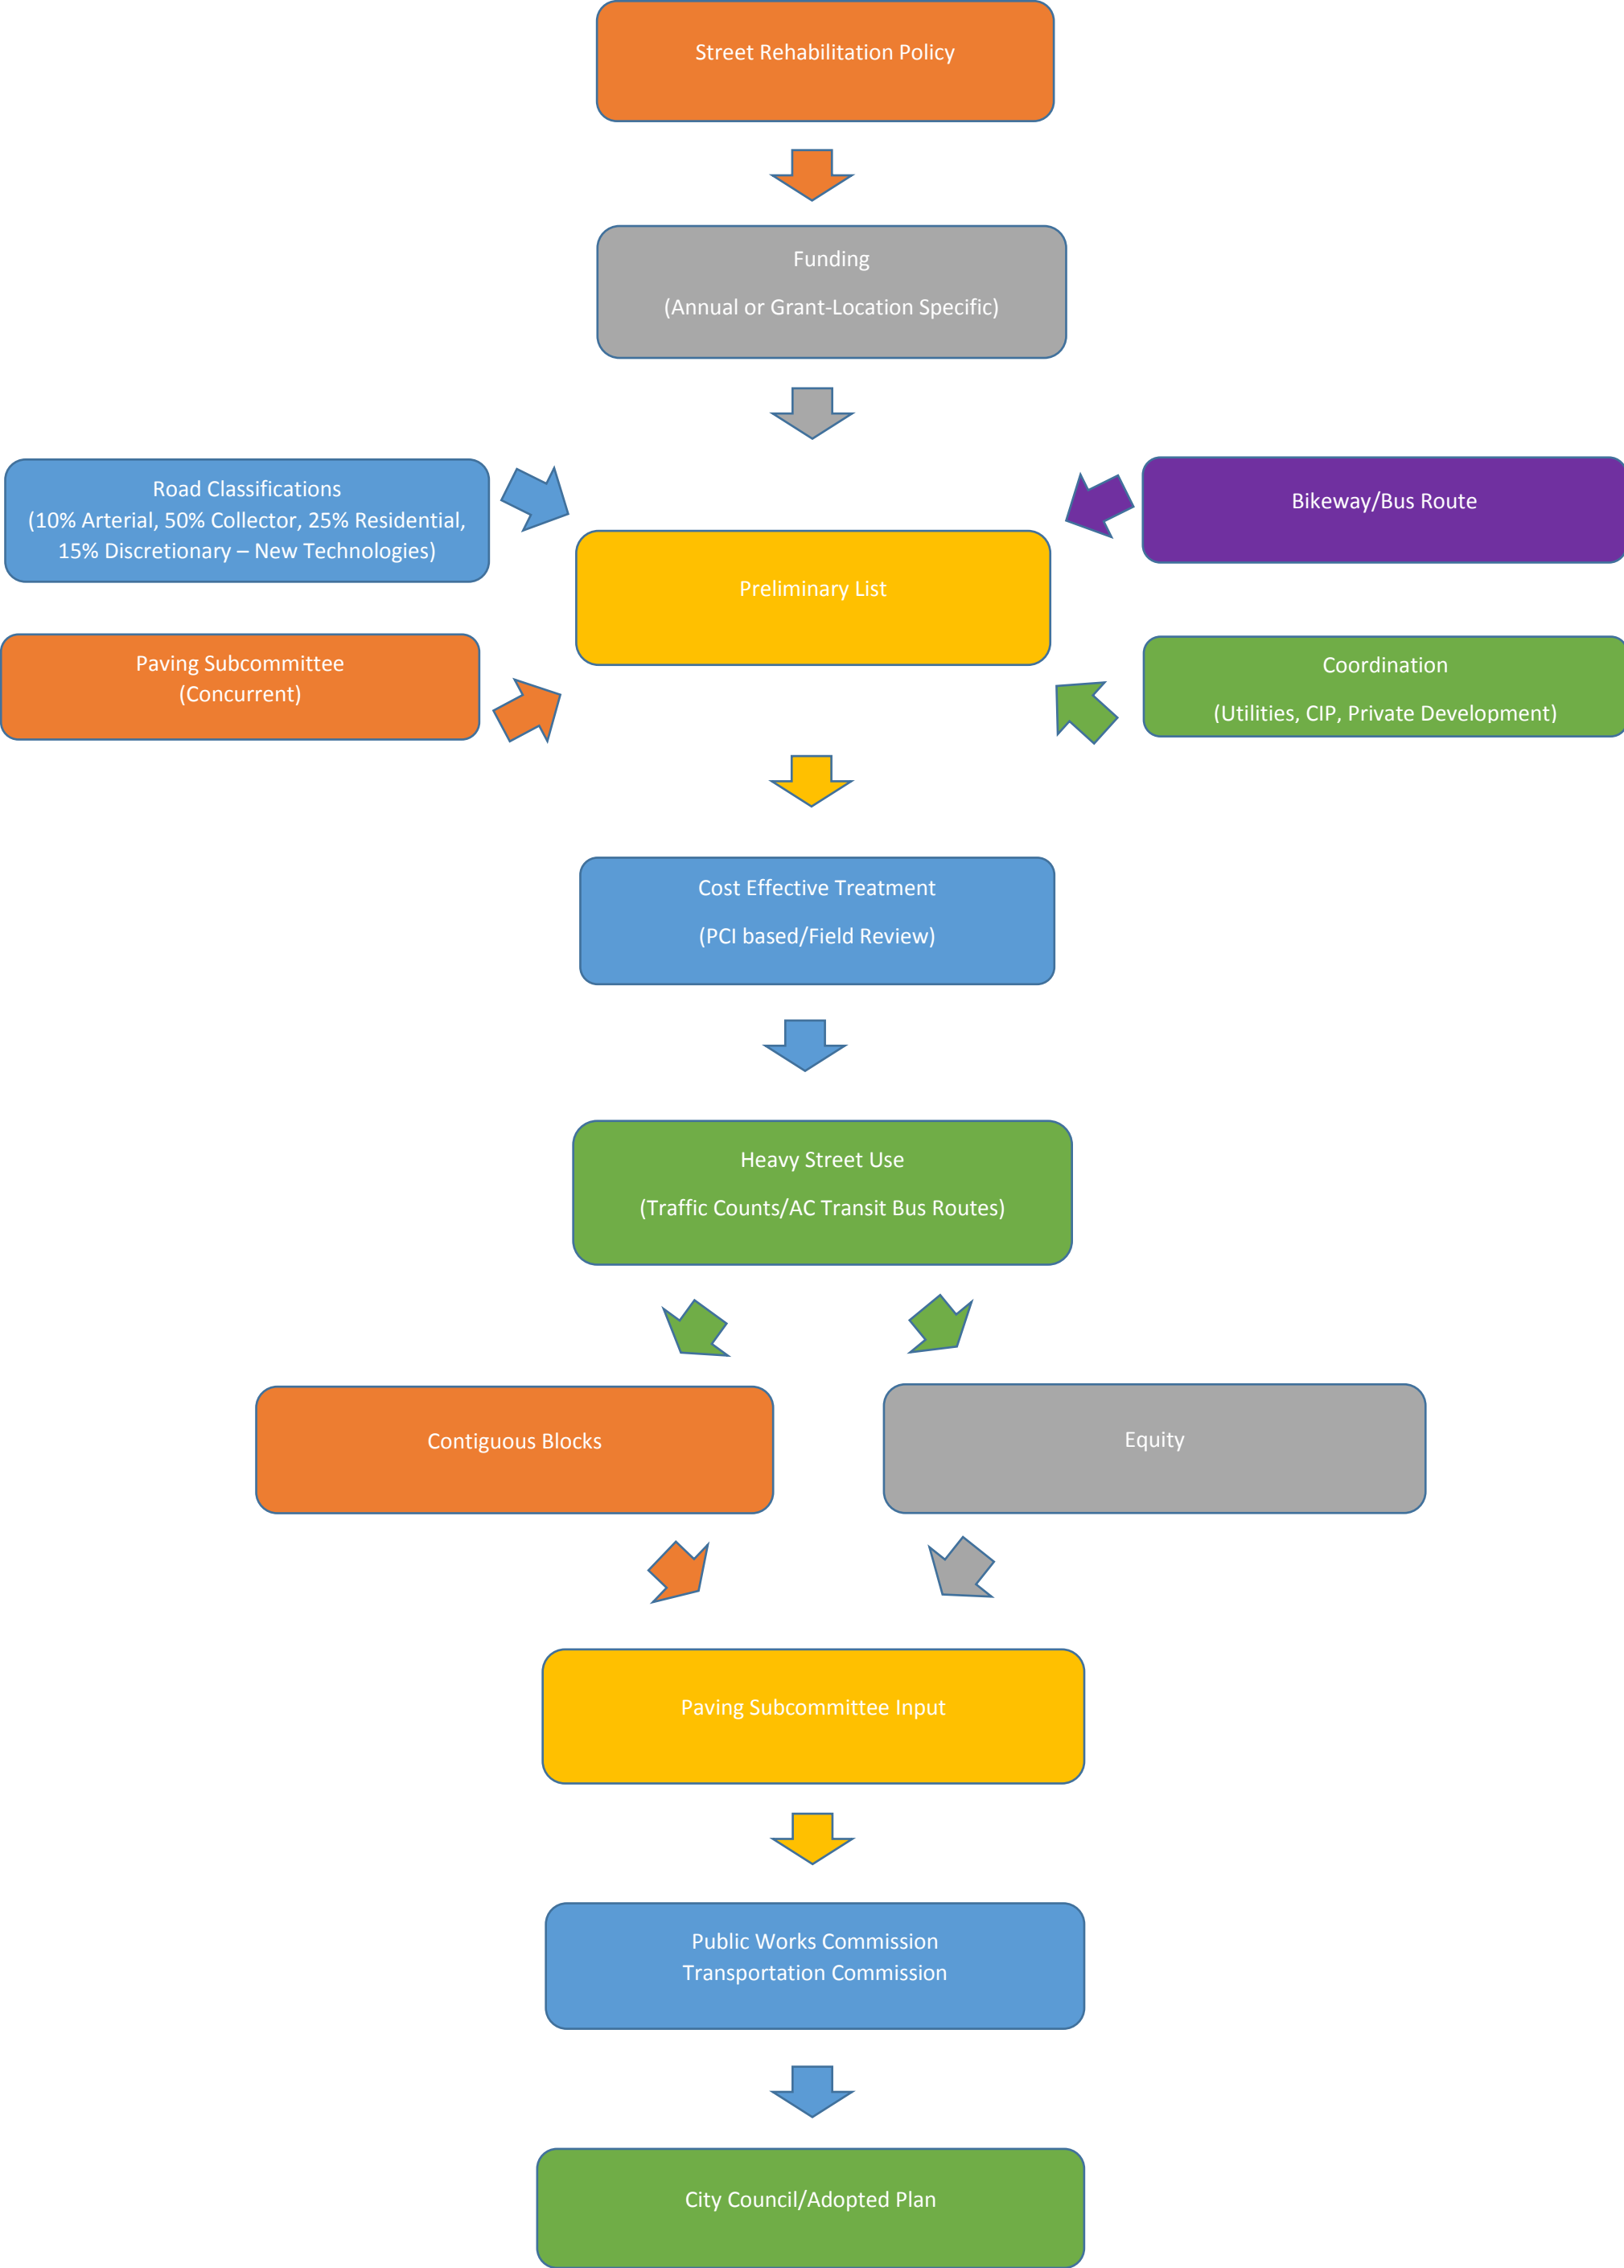 Street Rehabilitation Policy
Funding
(Annual or Grant-Location Specific)
Road Classifications
(10% Arterial, 50% Collector, 25% Residential,
15% Discretionary – New Technologies)
Bikeway/Bus Route
Preliminary List
Paving Subcommittee
(Concurrent)
Coordination
(Utilities, CIP, Private Development)
Cost Effective Treatment
(PCI based/Field Review)
Heavy Street Use
(Traffic Counts/AC Transit Bus Routes)
Contiguous Blocks
Equity
Paving Subcommittee Input
Public Works Commission
Transportation Commission
City Council/Adopted Plan